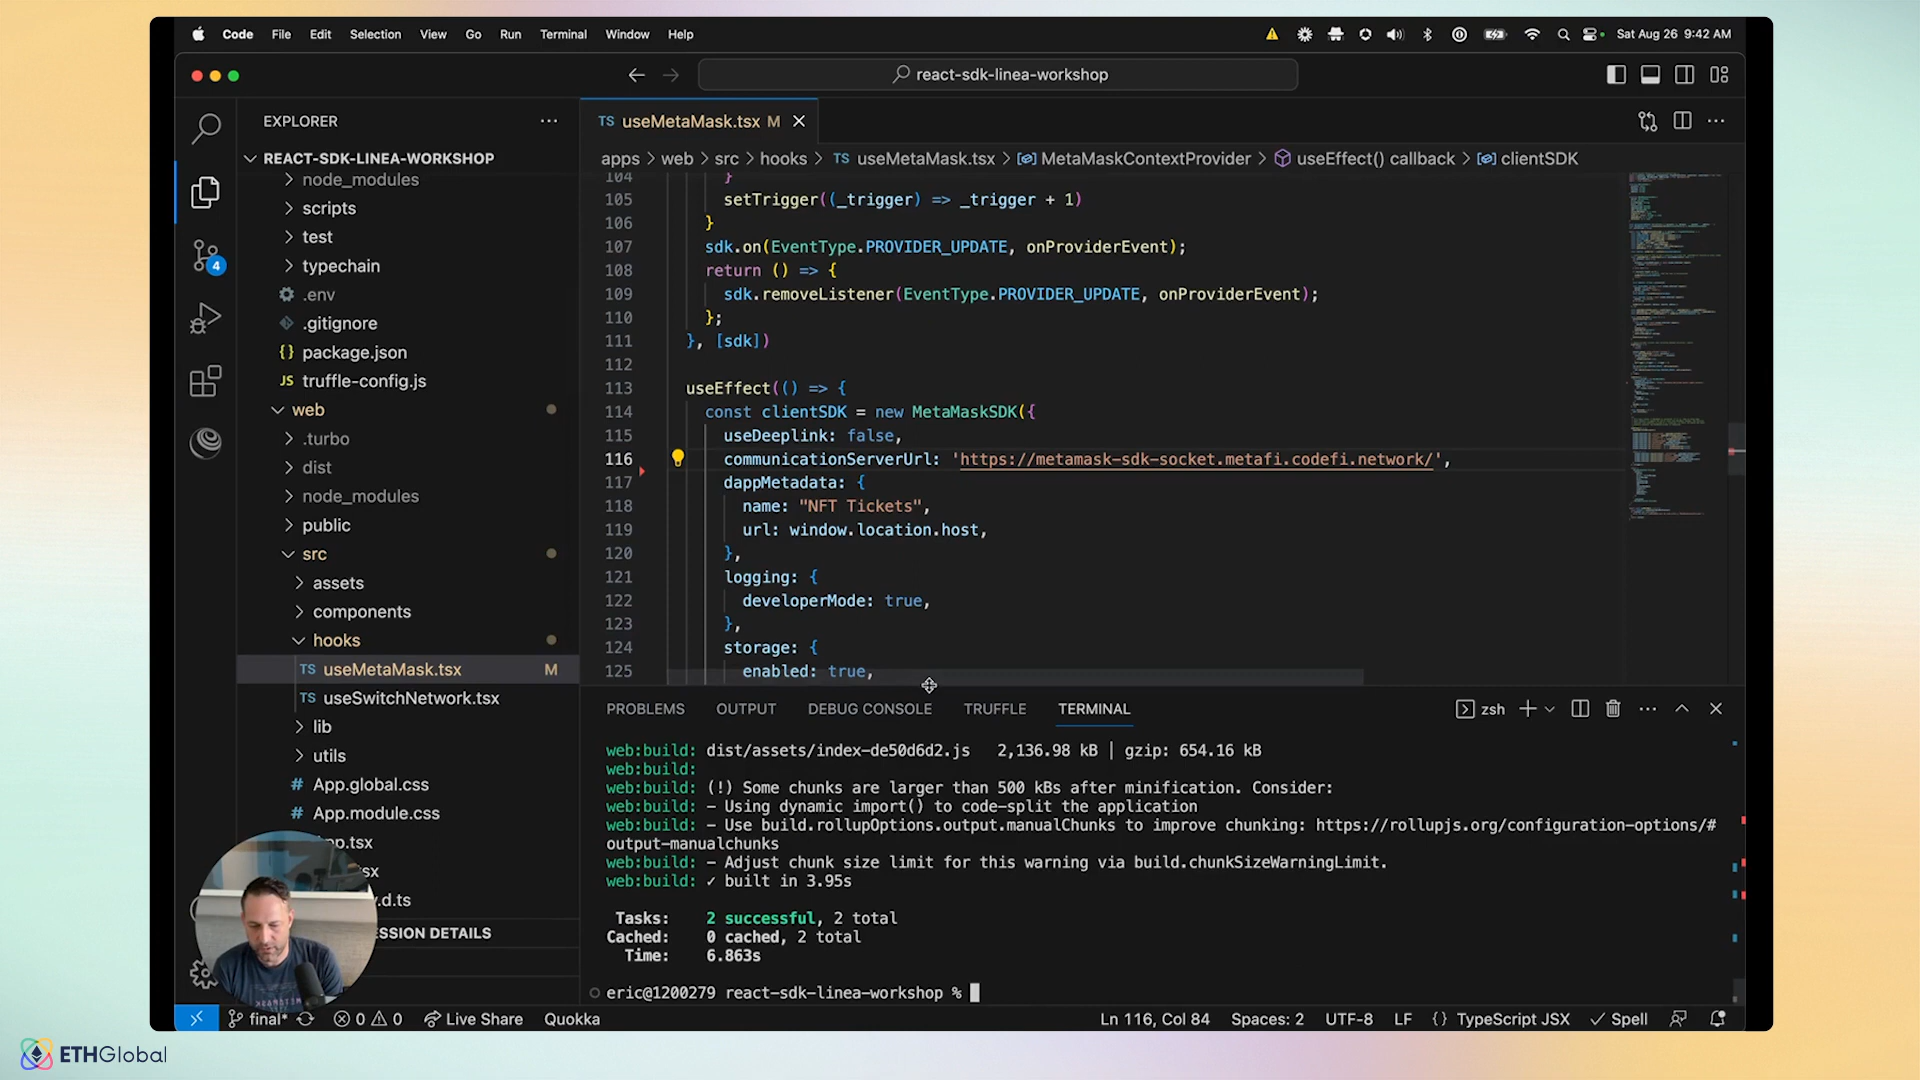 Code File Edit Selection View Go Run Terminal Window Help
Sat Aug 26 9:42 AM
react-sdk-linea-workshop
EXPLORER
REACT-SDK-LINEA-WORKSHOP
node_modules
scripts
test
typechain
.env
.gitignore
{} package.json
JS truffle-config.js
web
.turbo
dist
node_modules
public
src
assets
components
hooks
TS useMetaMask.tsx M
TS useSwitchNetwork.tsx
lib
utils
# App.global.css
# App.module.css
pp.tsx
sx
.d.ts
SSION DETAILS
4
TS useMetaMask.tsx M
apps > web > src > hooks > TS useMetaMask.tsx > MetaMaskContextProvider > useEffect() callback > clientSDK
104 }
105 setTrigger((_trigger) => _trigger + 1)
106 }
107 sdk.on(EventType.PROVIDER_UPDATE, onProviderEvent);
108 return () => {
109 sdk.removeListener(EventType.PROVIDER_UPDATE, onProviderEvent);
110 };
111 }, [sdk])
112
113 useEffect(() => {
114 const clientSDK = new MetaMaskSDK({
115 useDeeplink: false,
116 communicationServerUrl: 'https://metamask-sdk-socket.metafi.codefi.network/',
117 dappMetadata: {
118 name: "NFT Tickets",
119 url: window.location.host,
120 },
121 logging: {
122 developerMode: true,
123 },
124 storage: {
125 enabled: true,
PROBLEMS OUTPUT DEBUG CONSOLE TRUFFLE TERMINAL
zsh
web:build: dist/assets/index-de50d6d2.js 2,136.98 kB | gzip: 654.16 kB
web:build:
web:build: (!) Some chunks are larger than 500 kBs after minification. Consider:
web:build: - Using dynamic import() to code-split the application
web:build: - Use build.rollupOptions.output.manualChunks to improve chunking: https://rollupjs.org/configuration-options/#
output-manualchunks
web:build: - Adjust chunk size limit for this warning via build.chunkSizeWarningLimit.
web:build: ✓ built in 3.95s
Tasks: 2 successful, 2 total
Cached: 0 cached, 2 total
Time: 6.863s
eric@1200279 react-sdk-linea-workshop %
final* 0 0 Live Share Quokka
Ln 116, Col 84 Spaces: 2 UTF-8 LF {} TypeScript JSX Spell
ETHGlobal